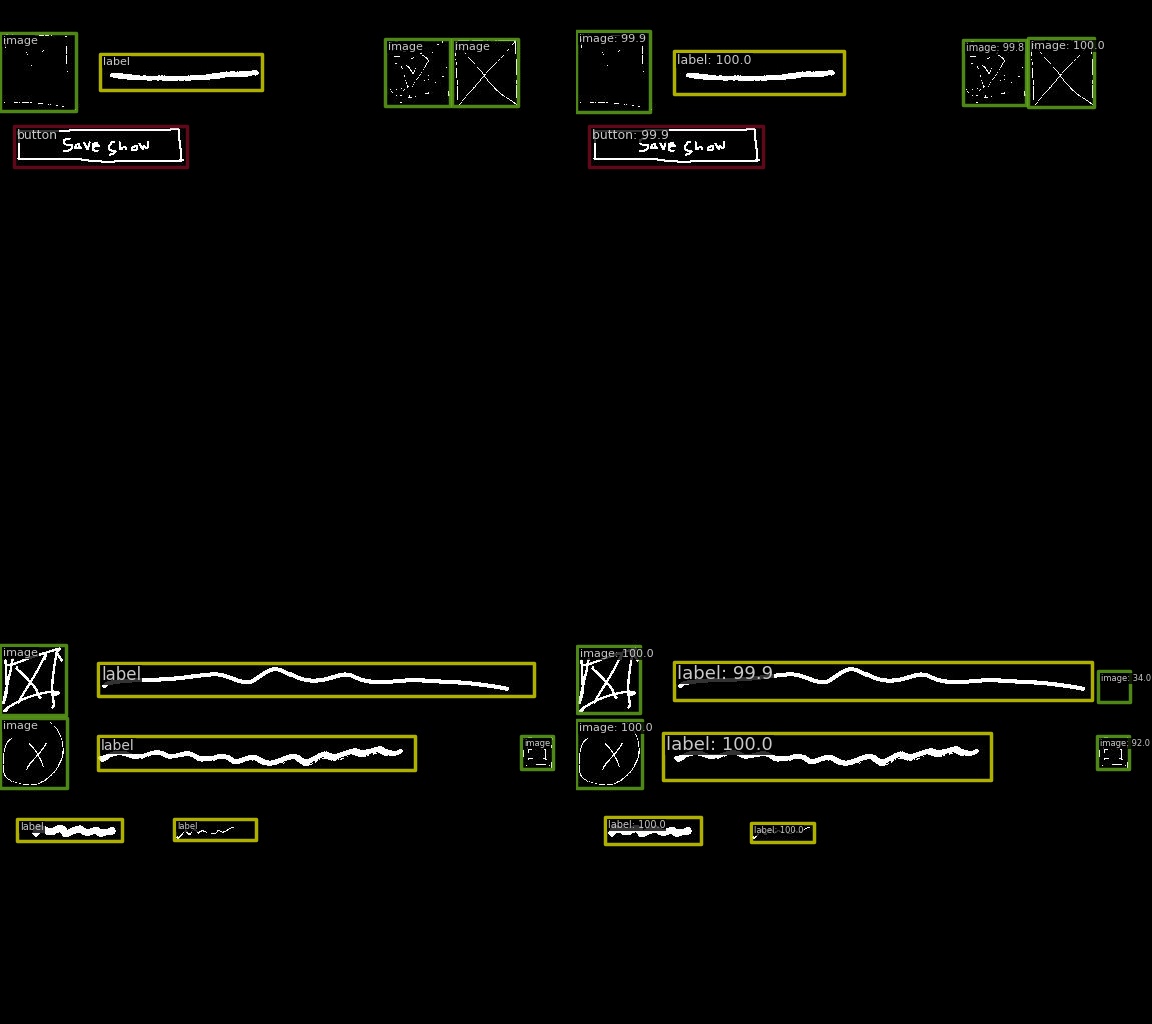 image label image image image: 99.9 label: 100.0 image: 99.8 image: 100.0
button Save show button: 99.9 Save show
image label image: 100.0 label: 99.9 image: 34.0
image label image image: 100.0 label: 100.0 image: 92.0
label label label: 100.0 label: 100.0